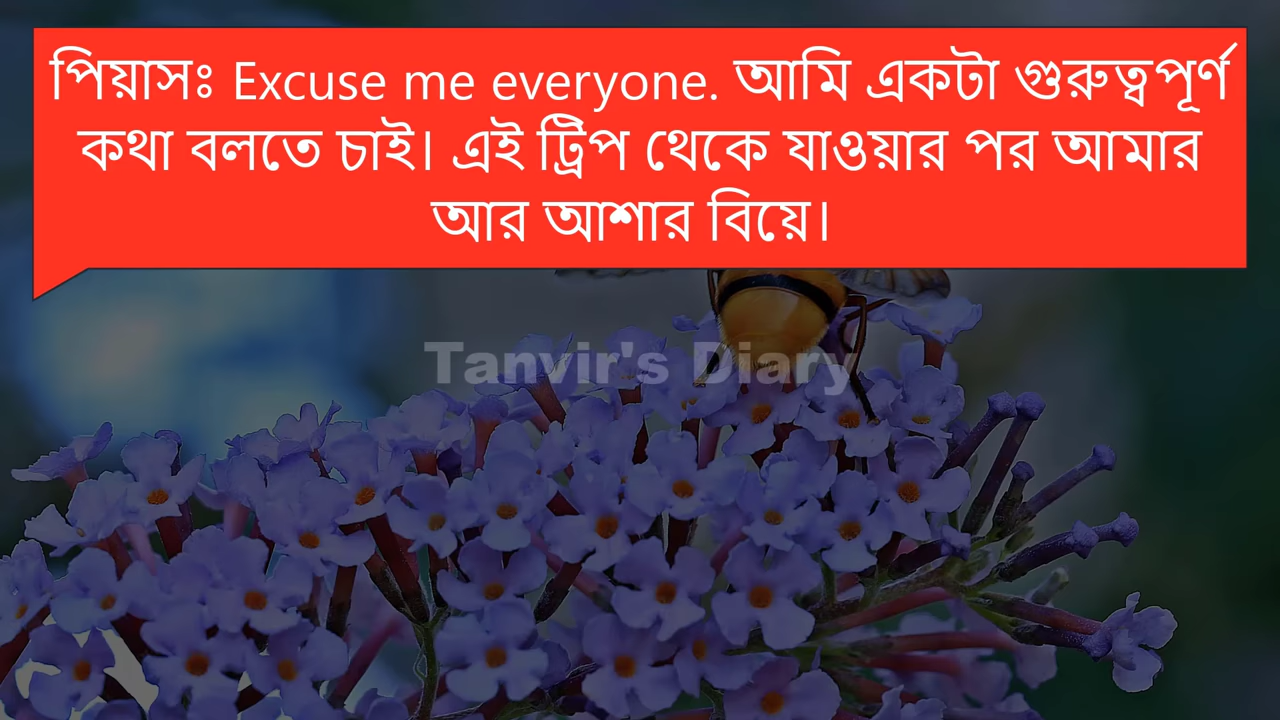 পিয়াসঃ Excuse me everyone. আমি একটা গুরুত্বপূর্ণ
কথা বলতে চাই। এই ট্রিপ থেকে যাওয়ার পর আমার
আর আশার বিয়ে।
Tanvir's Diary